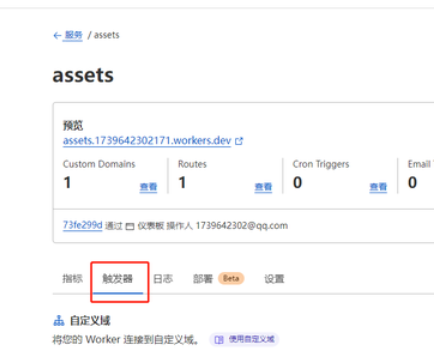 ← 服务 / assets
assets
预览
assets.1739642302171.workers.dev
Custom Domains Routes Cron Triggers Email
1 查看 1 查看 0 查看 0
73fe299d 通过 仪表板 操作人 1739642302@qq.com
指标 触发器 日志 部署 Beta 设置
自定义域
将您的 Worker 连接到自定义域。 使用自定义域